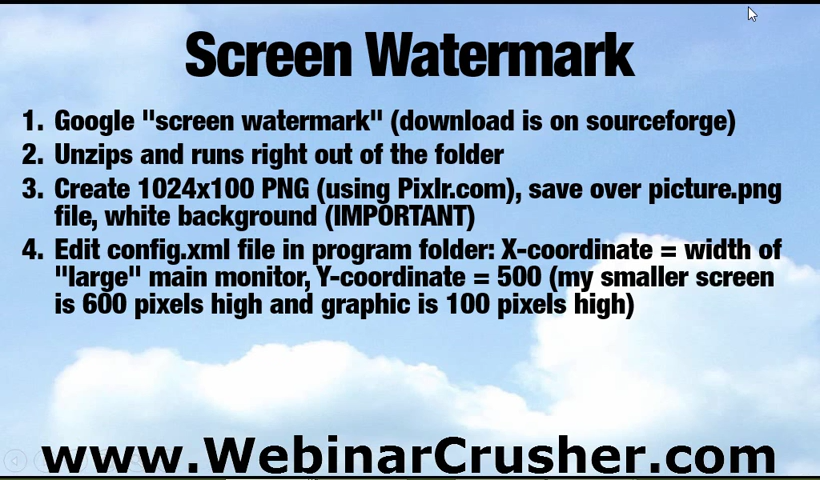 Screen Watermark
1. Google "screen watermark" (download is on sourceforge)
2. Unzips and runs right out of the folder
3. Create 1024x100 PNG (using Pixlr.com), save over picture.png
file, white background (IMPORTANT)
4. Edit config.xml file in program folder: X-coordinate = width of
"large" main monitor, Y-coordinate = 500 (my smaller screen
is 600 pixels high and graphic is 100 pixels high)
www.WebinarCrusher.com